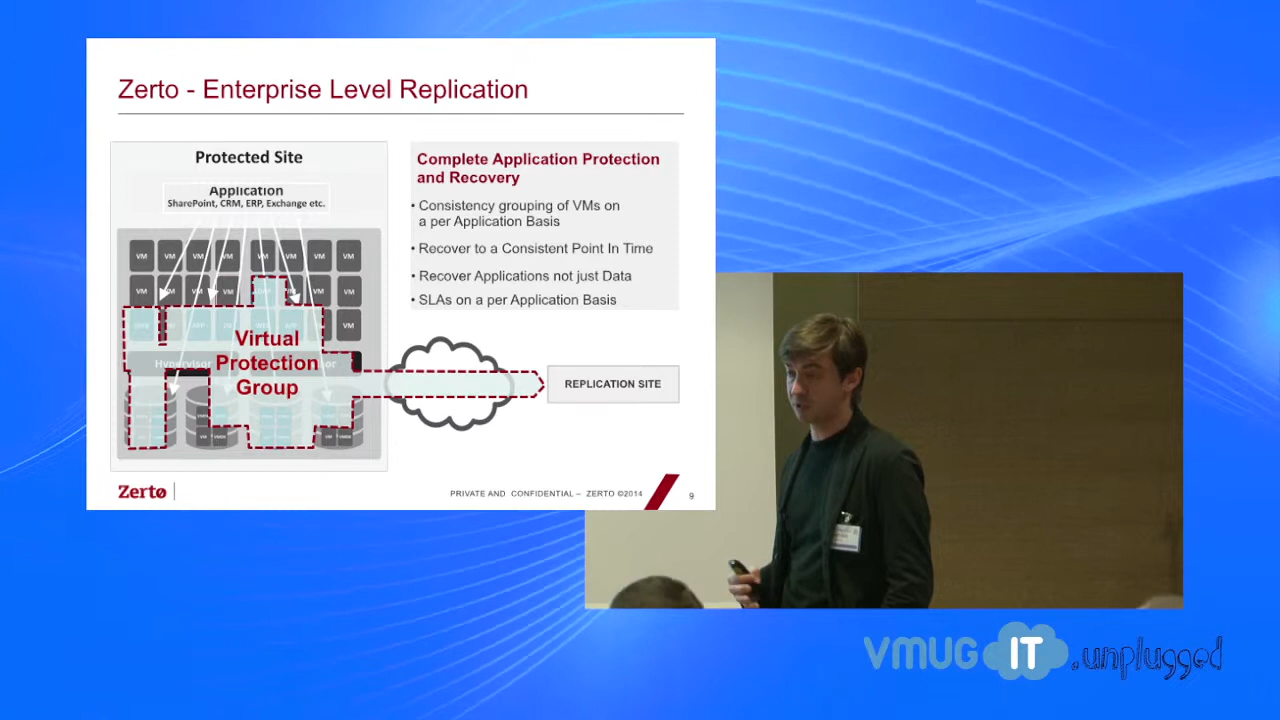 Zerto - Enterprise Level Replication
Protected Site
Application
SharePoint, CRM, ERP, Exchange etc.
VM VM VM VM VM VM VM VM
VM VM
VM
Virtual
Protection
Group
Hypervisor
Complete Application Protection
and Recovery
• Consistency grouping of VMs on
a per Application Basis
• Recover to a Consistent Point In Time
• Recover Applications not just Data
• SLAs on a per Application Basis
REPLICATION SITE
Zerto
PRIVATE AND CONFIDENTIAL – ZERTO ©2014
9
VMUG IT .unplugged